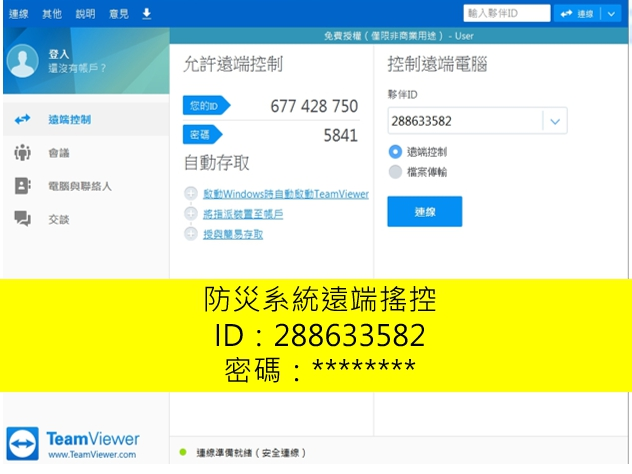 連線 其他 說明 意見
輸入夥伴ID
連線
免費授權（僅限非商業用途） - User
登入
還沒有帳戶？
遠端控制
會議
電腦與聯絡人
交談
允許遠端控制
您的ID 677 428 750
密碼 5841
自動存取
啟動Windows時自動啟動TeamViewer
將指派裝置至帳戶
授與簡易存取
控制遠端電腦
夥伴ID
288633582
遠端控制
檔案傳輸
連線
防災系統遠端搖控
ID：288633582
密碼：********
TeamViewer
www.TeamViewer.com
連線準備就緒（安全連線）